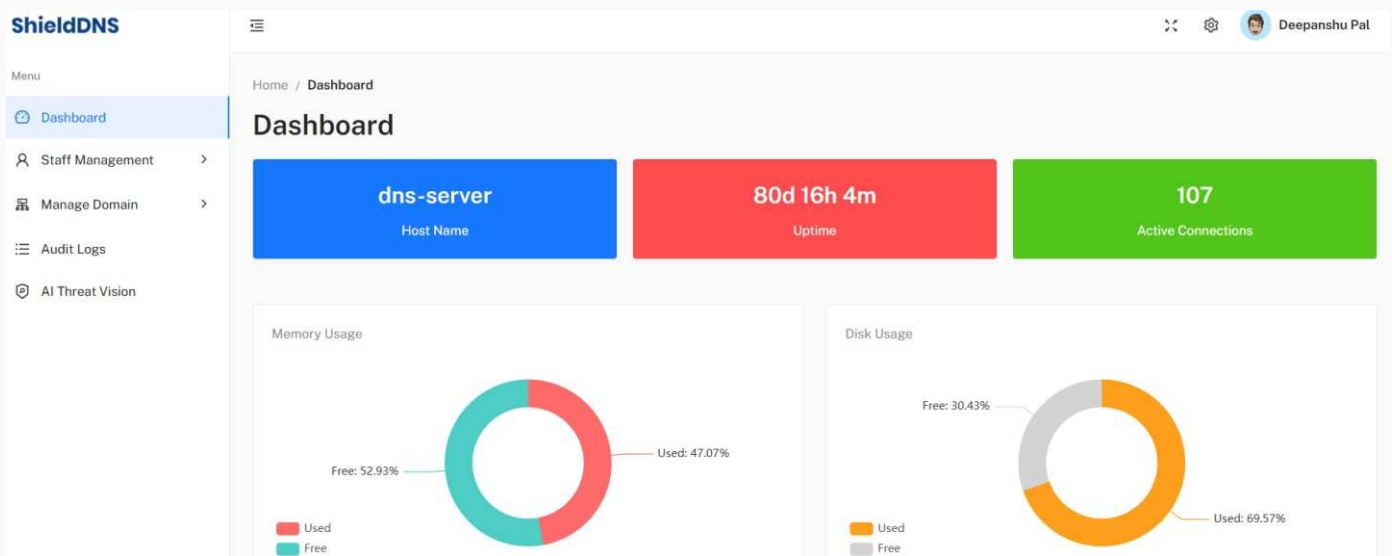 ShieldDNS
Deepanshu Pal
Menu
Dashboard
Staff Management
Manage Domain
Audit Logs
AI Threat Vision
Home / Dashboard
Dashboard
dns-server
Host Name
80d 16h 4m
Uptime
107
Active Connections
Memory Usage
Free: 52.93%
Used: 47.07%
Used
Free
Disk Usage
Free: 30.43%
Used: 69.57%
Used
Free